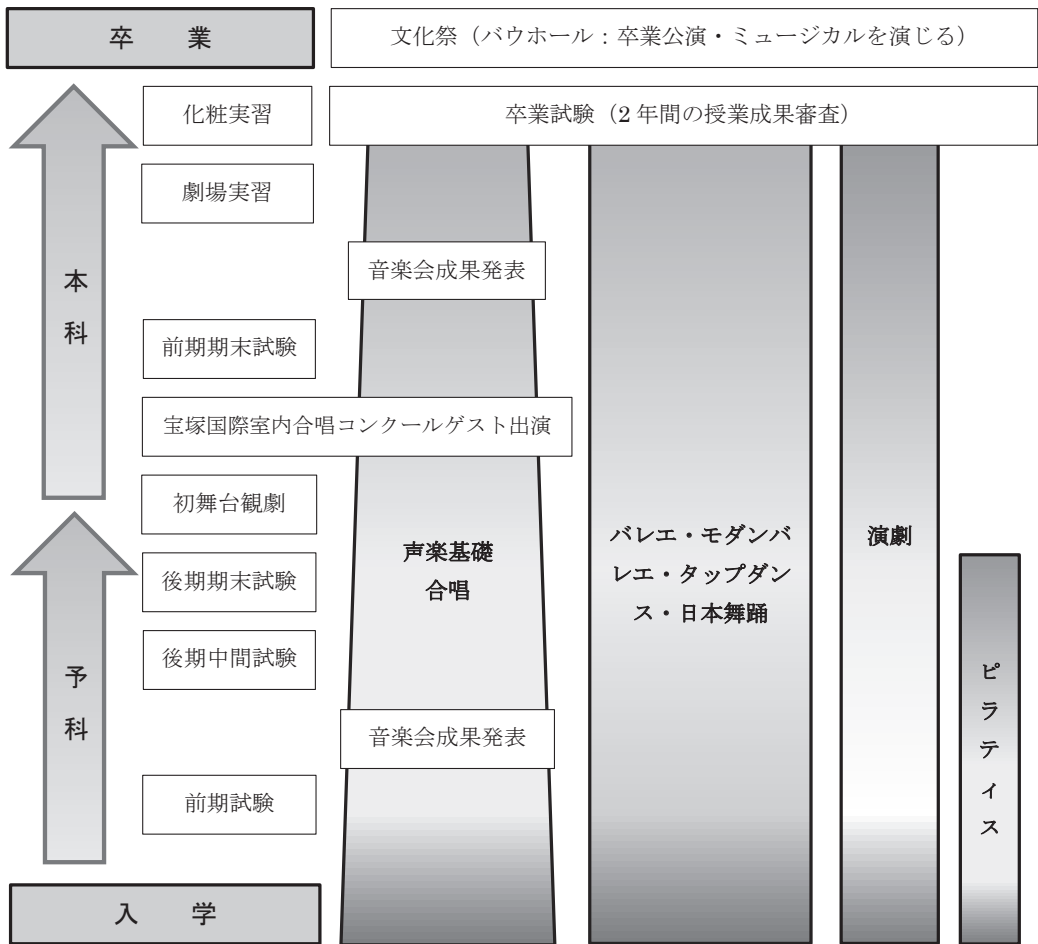 卒　業
文化祭（バウホール：卒業公演・ミュージカルを演じる）
化粧実習
卒業試験（2 年間の授業成果審査）
劇場実習
音楽会成果発表
本
科
前期期末試験
宝塚国際室内合唱コンクールゲスト出演
初舞台観劇
声楽基礎
合唱
バレエ・モダンバ
レエ・タップダン
ス・日本舞踊
演劇
後期期末試験
後期中間試験
予
科
ピ
ラ
テ
ィ
ス
音楽会成果発表
前期試験
入　学